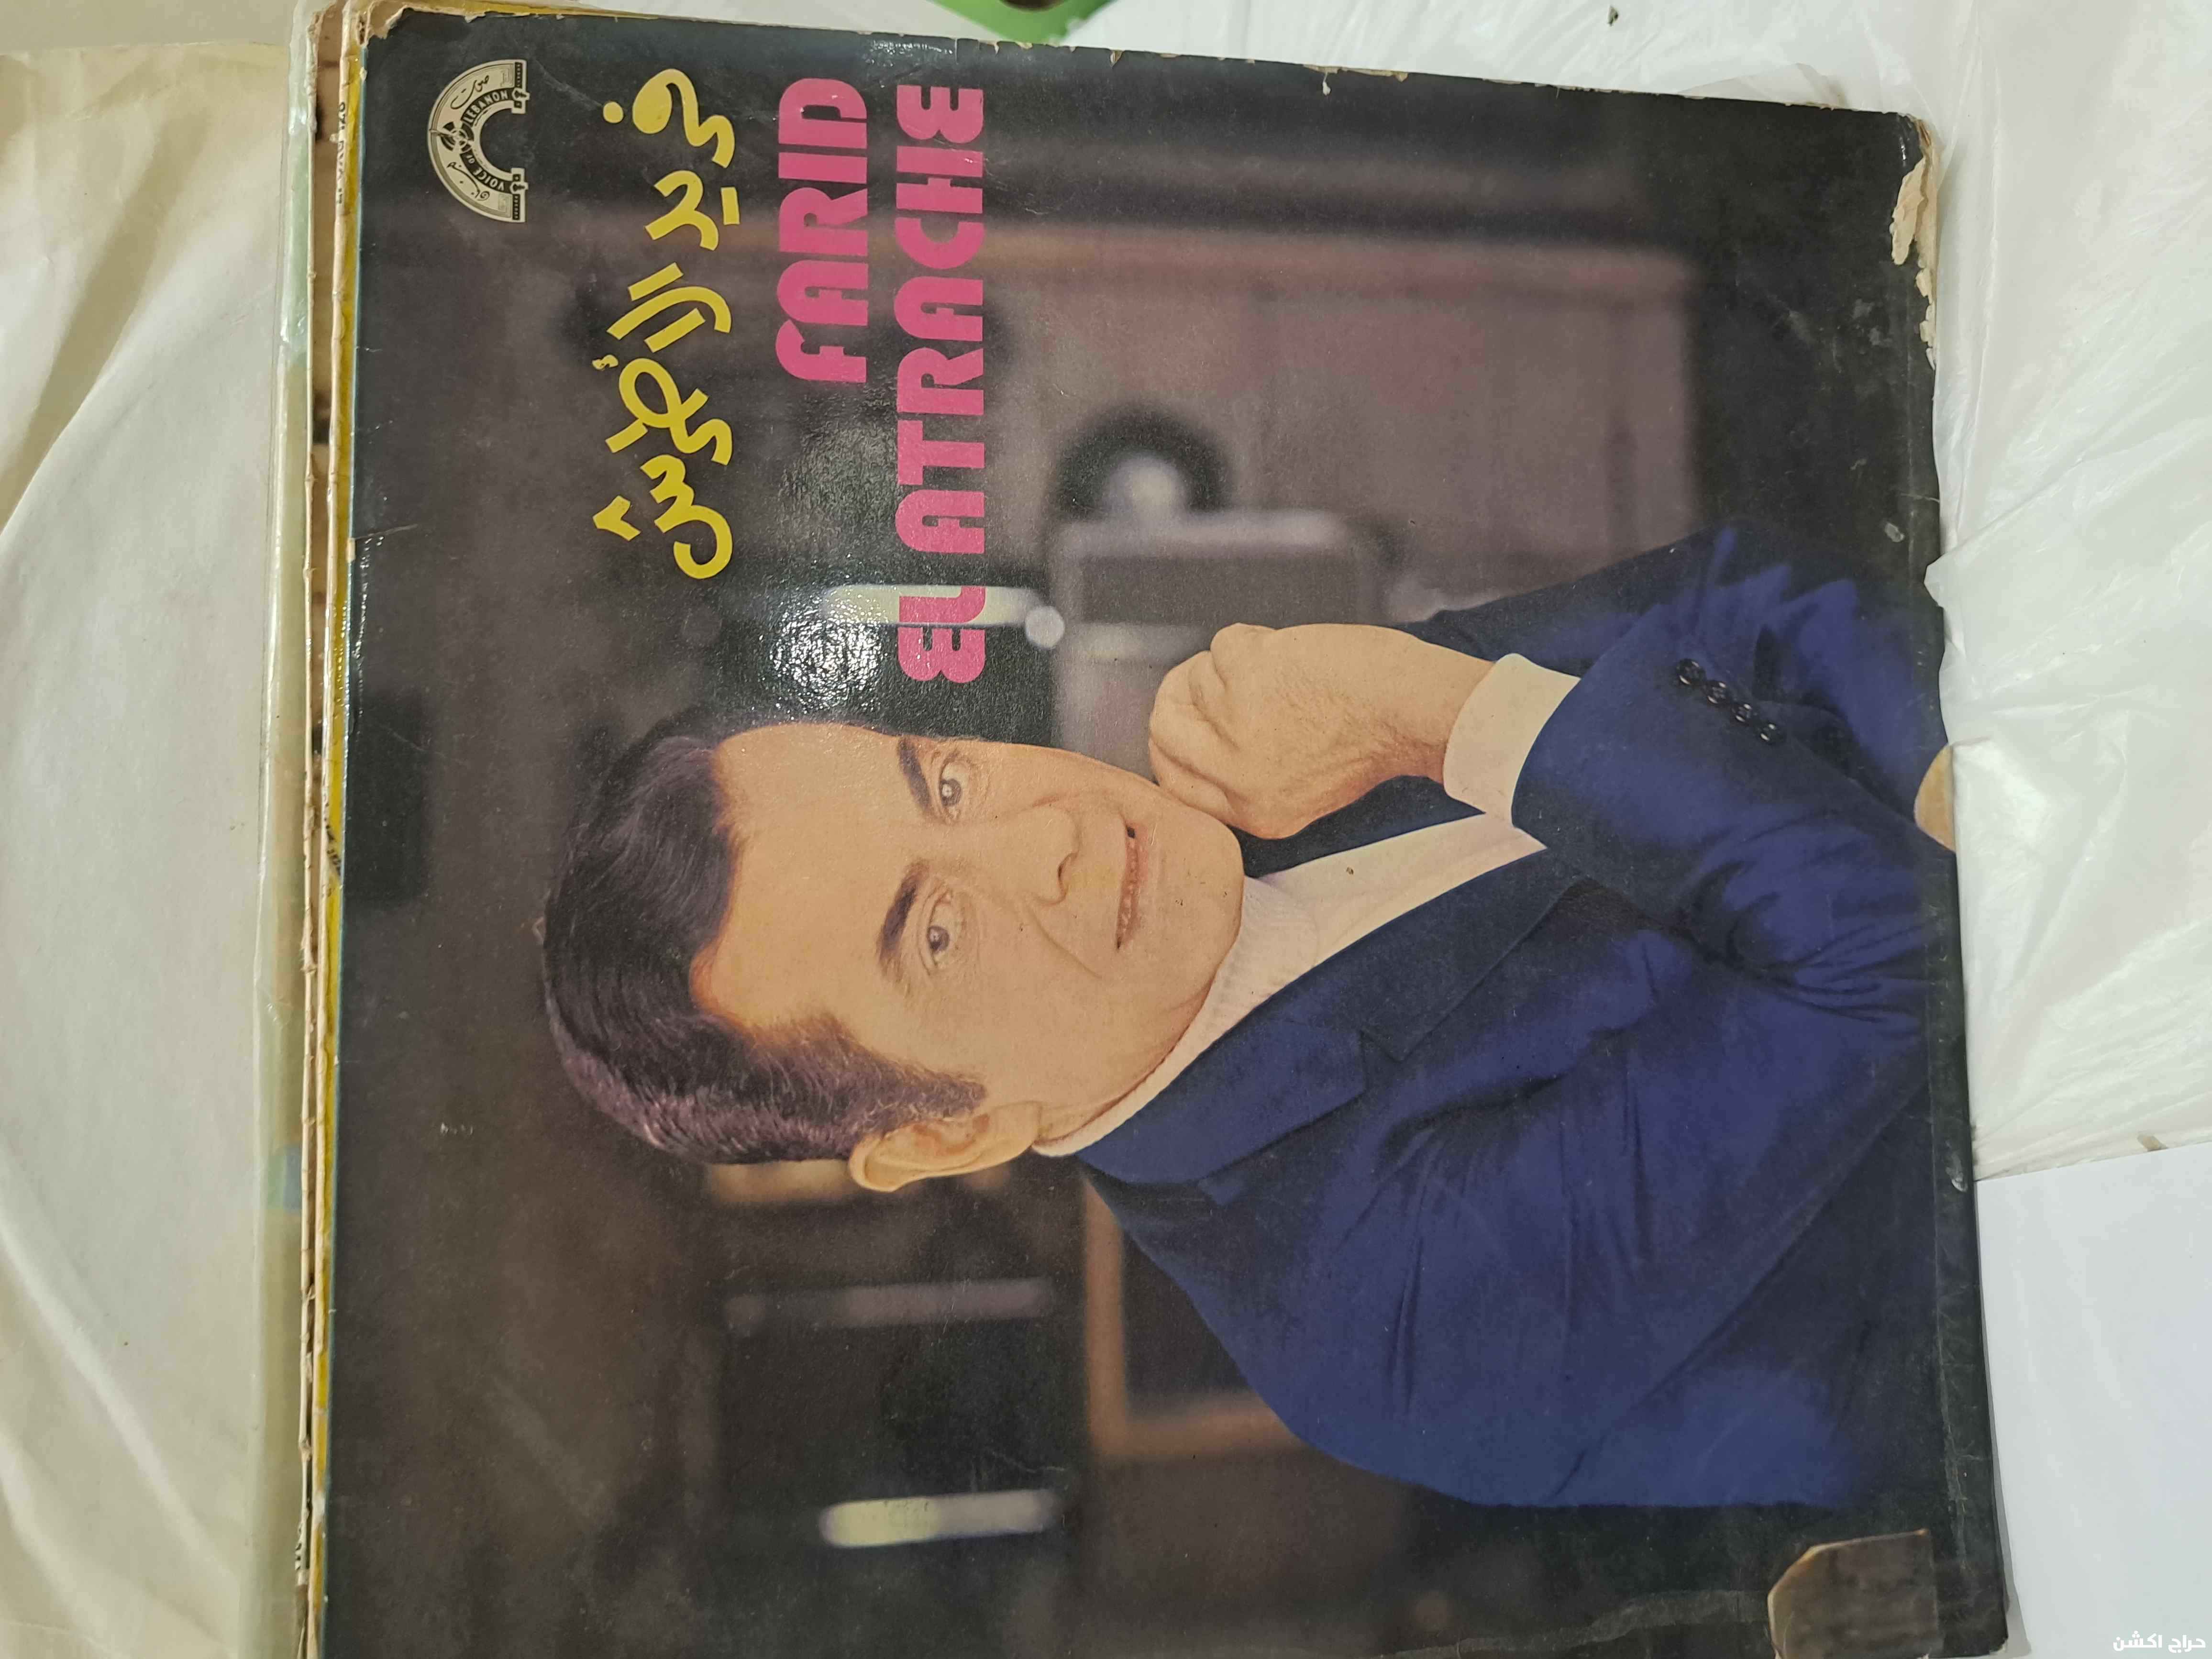 صوت لبنان
VOICE OF LEBANON
فريد الأطرش
FARID
EL ATRACHE
حراج اكشن